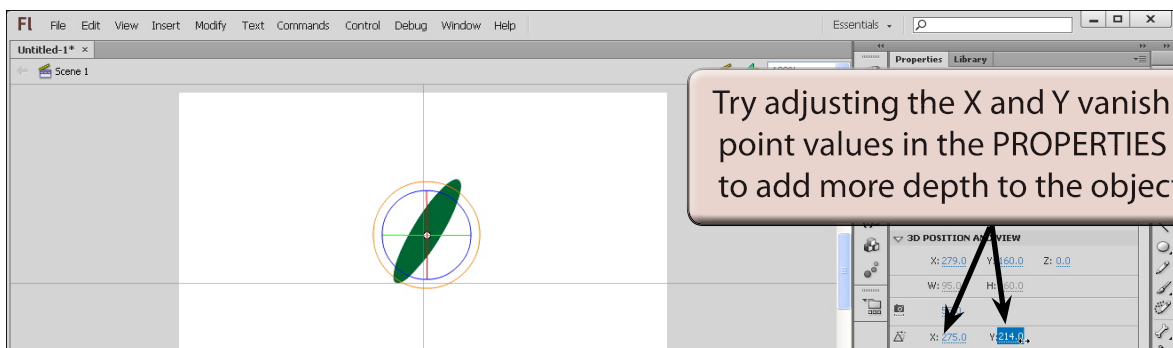 Fl File Edit View Insert Modify Text Commands Control Debug Window Help Essentials
Untitled-1* ×
Scene 1
Properties Library
Try adjusting the X and Y vanish
point values in the PROPERTIES
to add more depth to the object
3D POSITION AND VIEW
X: 279.0 Y: 160.0 Z: 0.0
W: 95.0 H: 60.0
X: 275.0 Y: 214.0